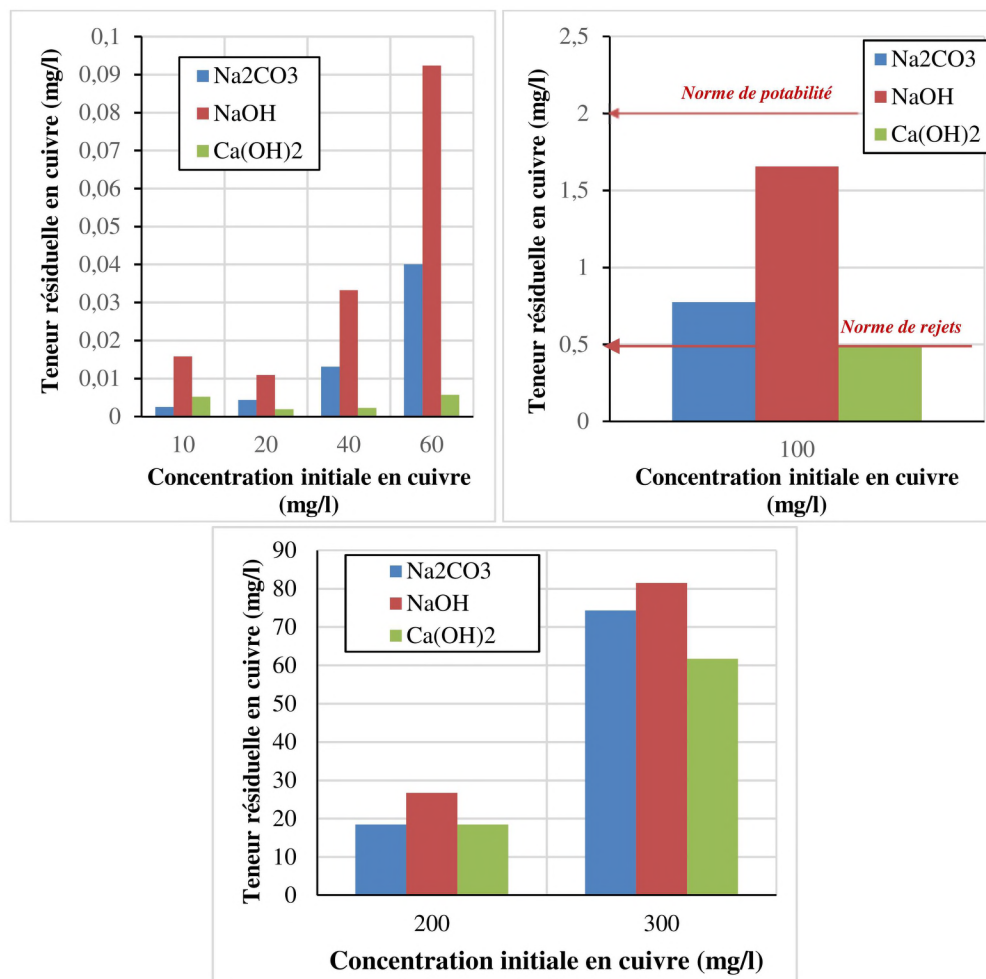 Teneur résiduelle en cuivre (mg/l)
0,1
0,09
0,08
0,07
0,06
0,05
0,04
0,03
0,02
0,01
0
Na2CO3
NaOH
Ca(OH)2
10 20 40 60
Concentration initiale en cuivre
(mg/l)
Teneur résiduelle en cuivre (mg/l)
2,5
2
1,5
1
0,5
0
Na2CO3
NaOH
Ca(OH)2
Norme de potabilité
Norme de rejets
100
Concentration initiale en cuivre
(mg/l)
Teneur résiduelle en cuivre (mg/l)
90
80
70
60
50
40
30
20
10
0
Na2CO3
NaOH
Ca(OH)2
200 300
Concentration initiale en cuivre (mg/l)